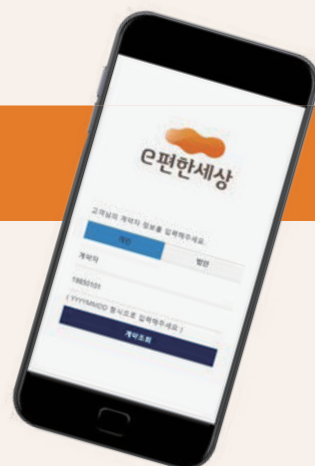 e편한세상
고객님의 계약자 정보를 입력해주세요.
개인 법인
계약자
19850101
( YYYYMMDD 형식으로 입력해주세요 )
계약조회